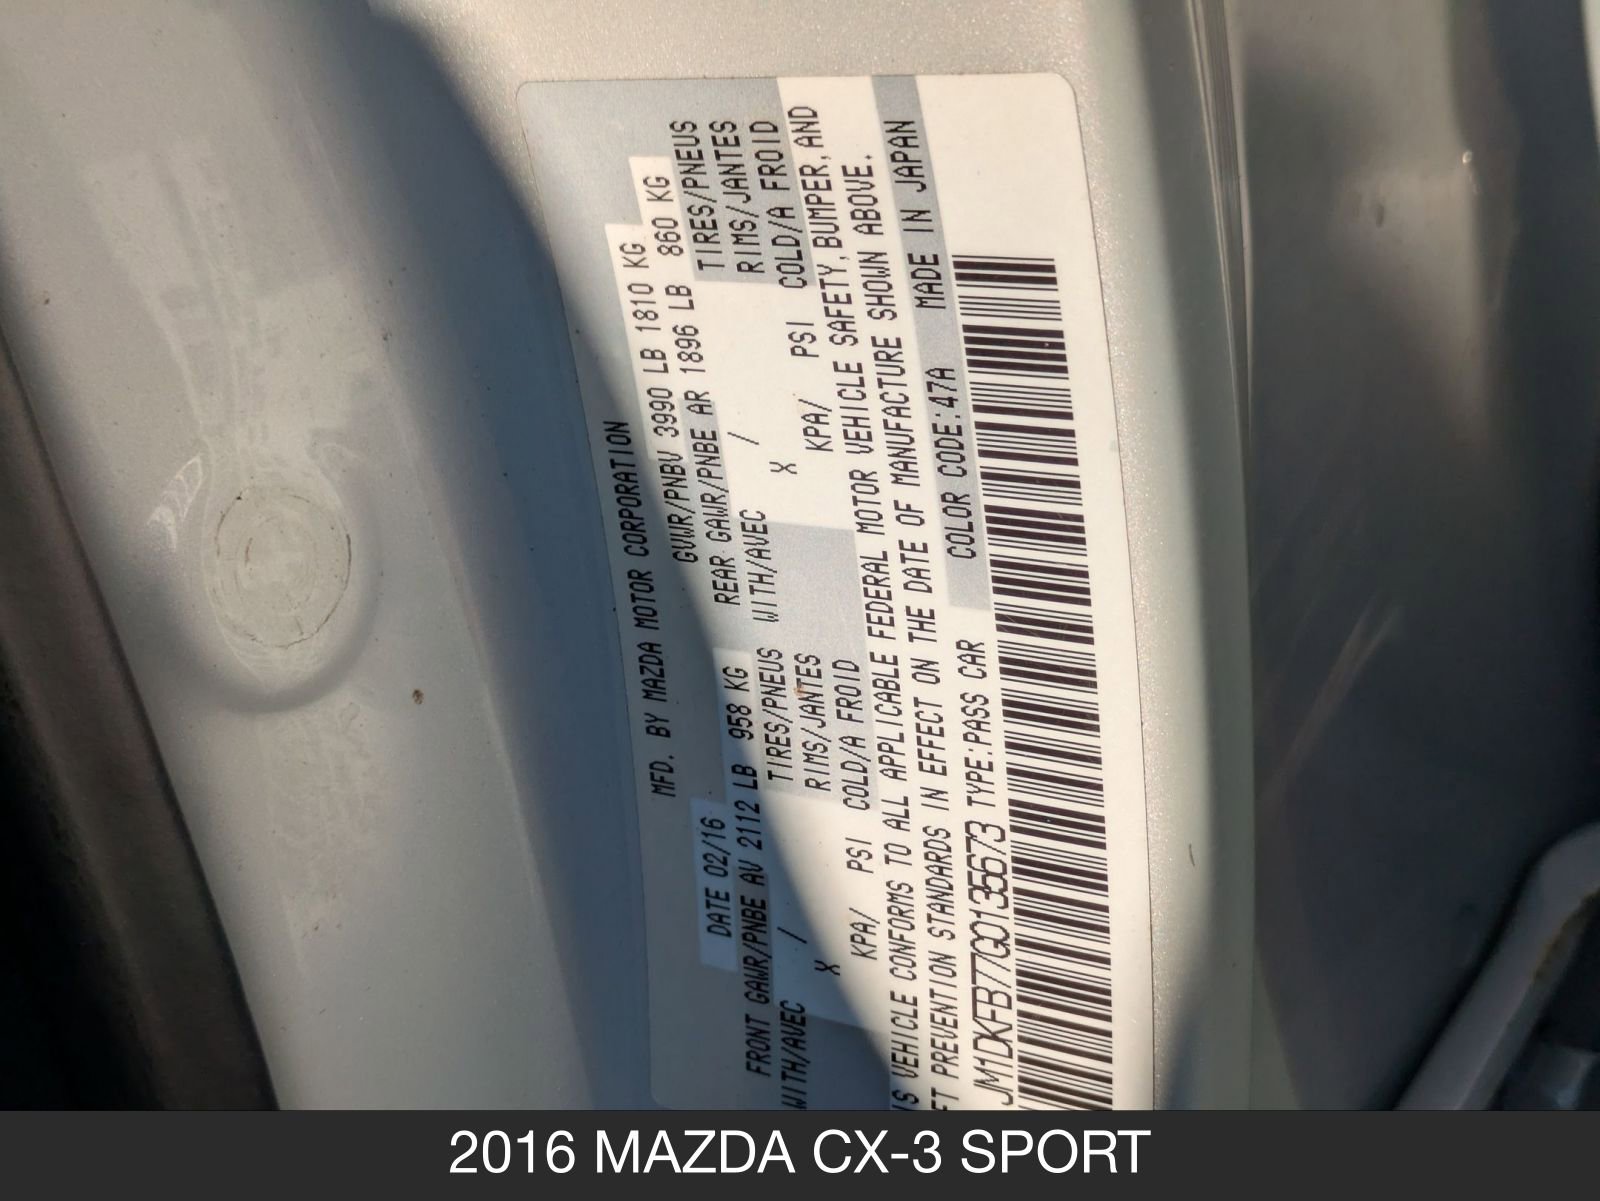 MFD. BY MAZDA MOTOR CORPORATION
DATE 02/16 GVWR/PNBV 3990 LB 1810 KG
FRONT GAWR/PNBE AV 2112 LB 958 KG REAR GAWR/PNBE AR 1896 LB 860 KG
WITH/AVEC TIRES/PNEUS WITH/AVEC TIRES/PNEUS
X / RIMS/JANTES X / RIMS/JANTES
KPA/ PSI COLD/A FROID KPA/ PSI COLD/A FROID
IS VEHICLE CONFORMS TO ALL APPLICABLE FEDERAL MOTOR VEHICLE SAFETY, BUMPER, AND
FT PREVENTION STANDARDS IN EFFECT ON THE DATE OF MANUFACTURE SHOWN ABOVE.
JM1DKFB77G0135673 TYPE:PASS CAR COLOR CODE:47A MADE IN JAPAN
2016 MAZDA CX-3 SPORT